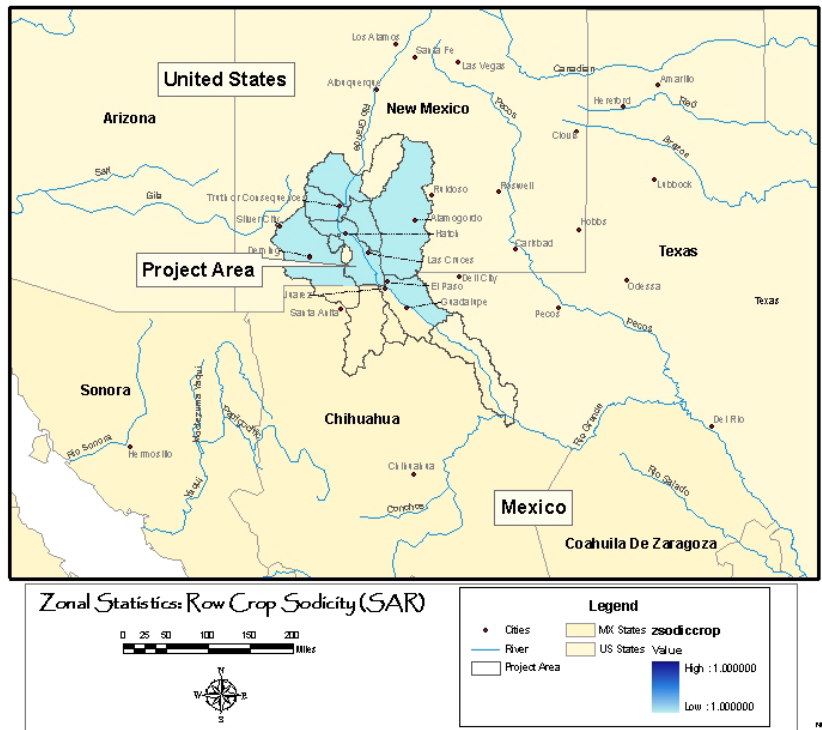 Los Alamos
Santa Fe
Las Vegas
Canadian
United States
Amarillo
Albuquerque
New Mexico
Hereford
Red
Arizona
Rio Grande
Pecos
Clovis
Brazos
Salt
Lubbock
Gila
Truth or Consequences
Ruidoso
Roswell
Silver City
Alamogordo
Hatch
Hobbs
Deming
Carlsbad
Texas
Project Area
Las Cruces
Dell City
El Paso
Odessa
Juarez
Guadalupe
Santa Anita
Pecos
Texas
Pecos
Sonora
Moctezuma Yaqui
Papigochic
Chihuahua
Rio Grande
Del Rio
Rio Sonora
Hermosillo
Yaqui
Chihuahua
Rio Salado
Mexico
Conchos
Coahuila De Zaragoza
Zonal Statistics: Row Crop Sodicity (SAR)
0 25 50 100 150 200
Miles
N
W E
S
Legend
Cities MX States zsodiccrop
River US States Value
Project Area High : 1.000000
Low : 1.000000